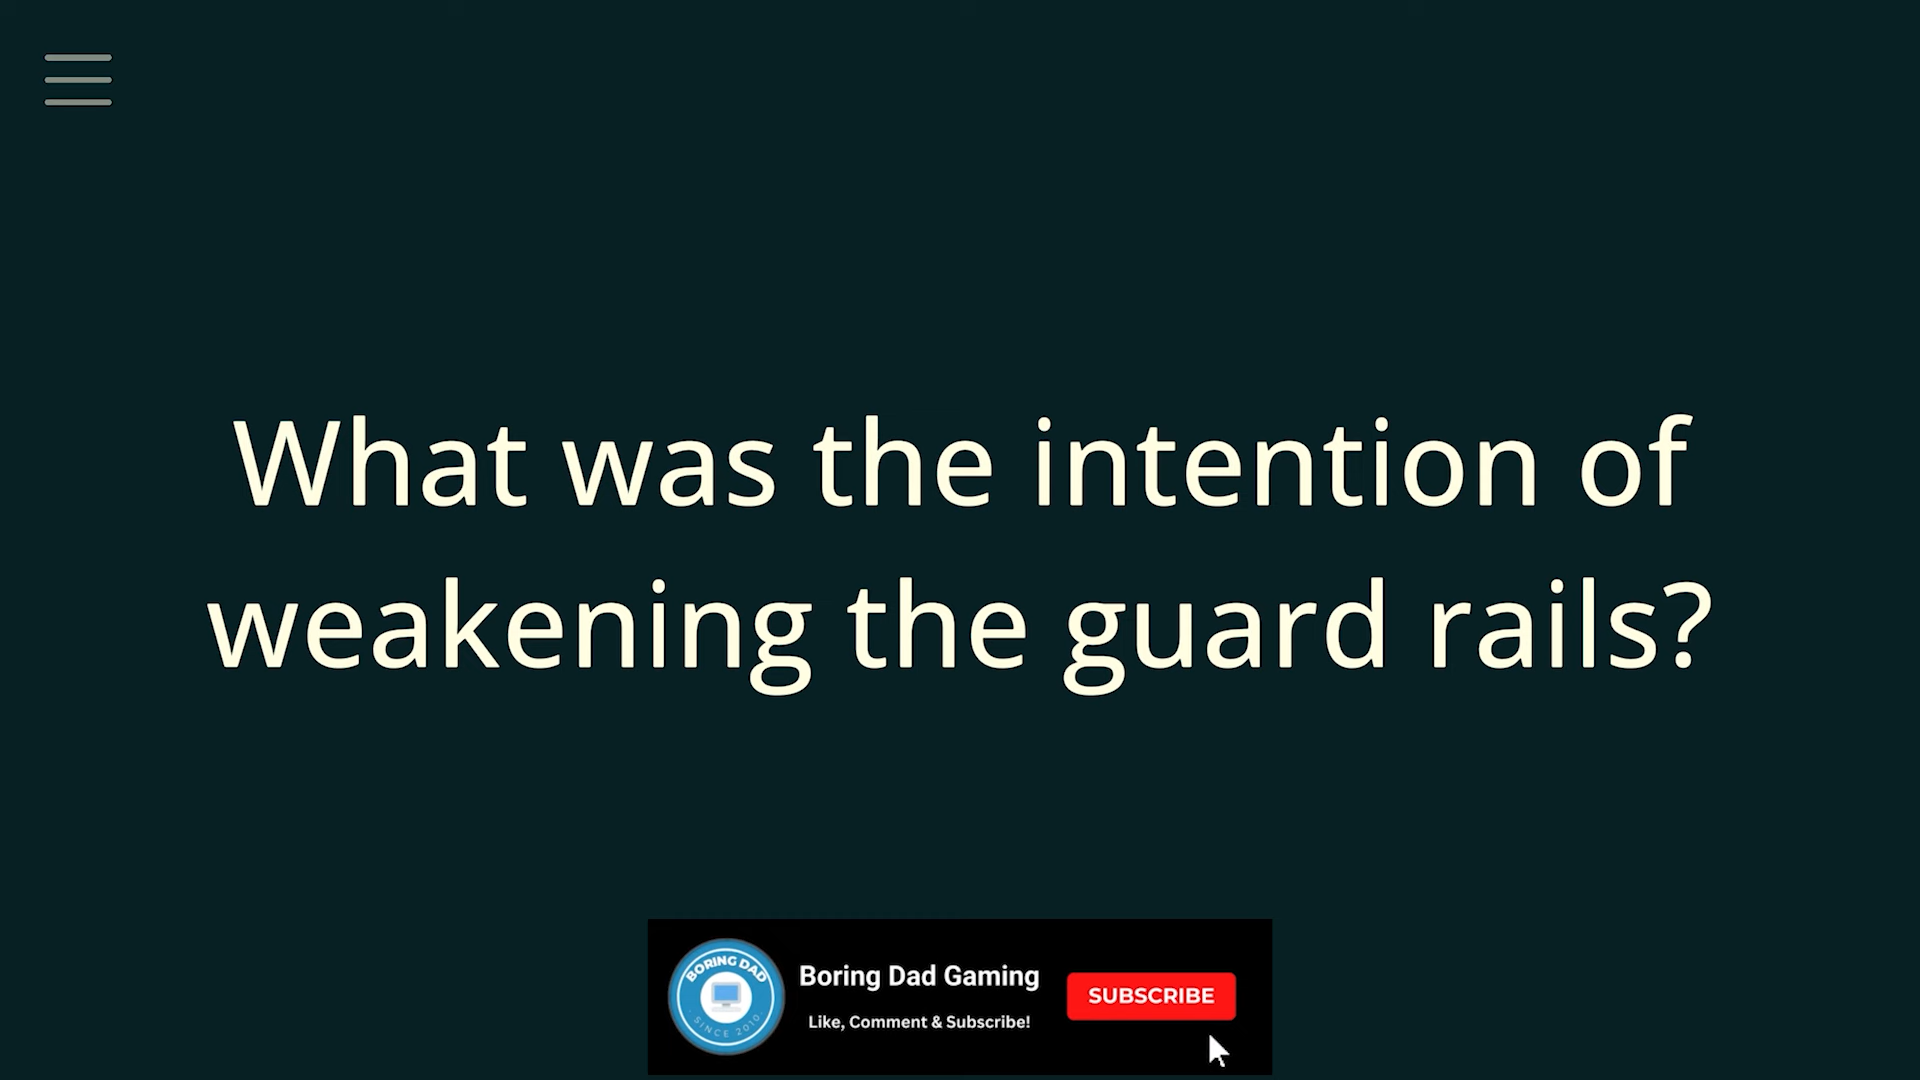 What was the intention of
weakening the guard rails?
BORING DAD
SINCE 2010
Boring Dad Gaming
Like, Comment & Subscribe!
SUBSCRIBE